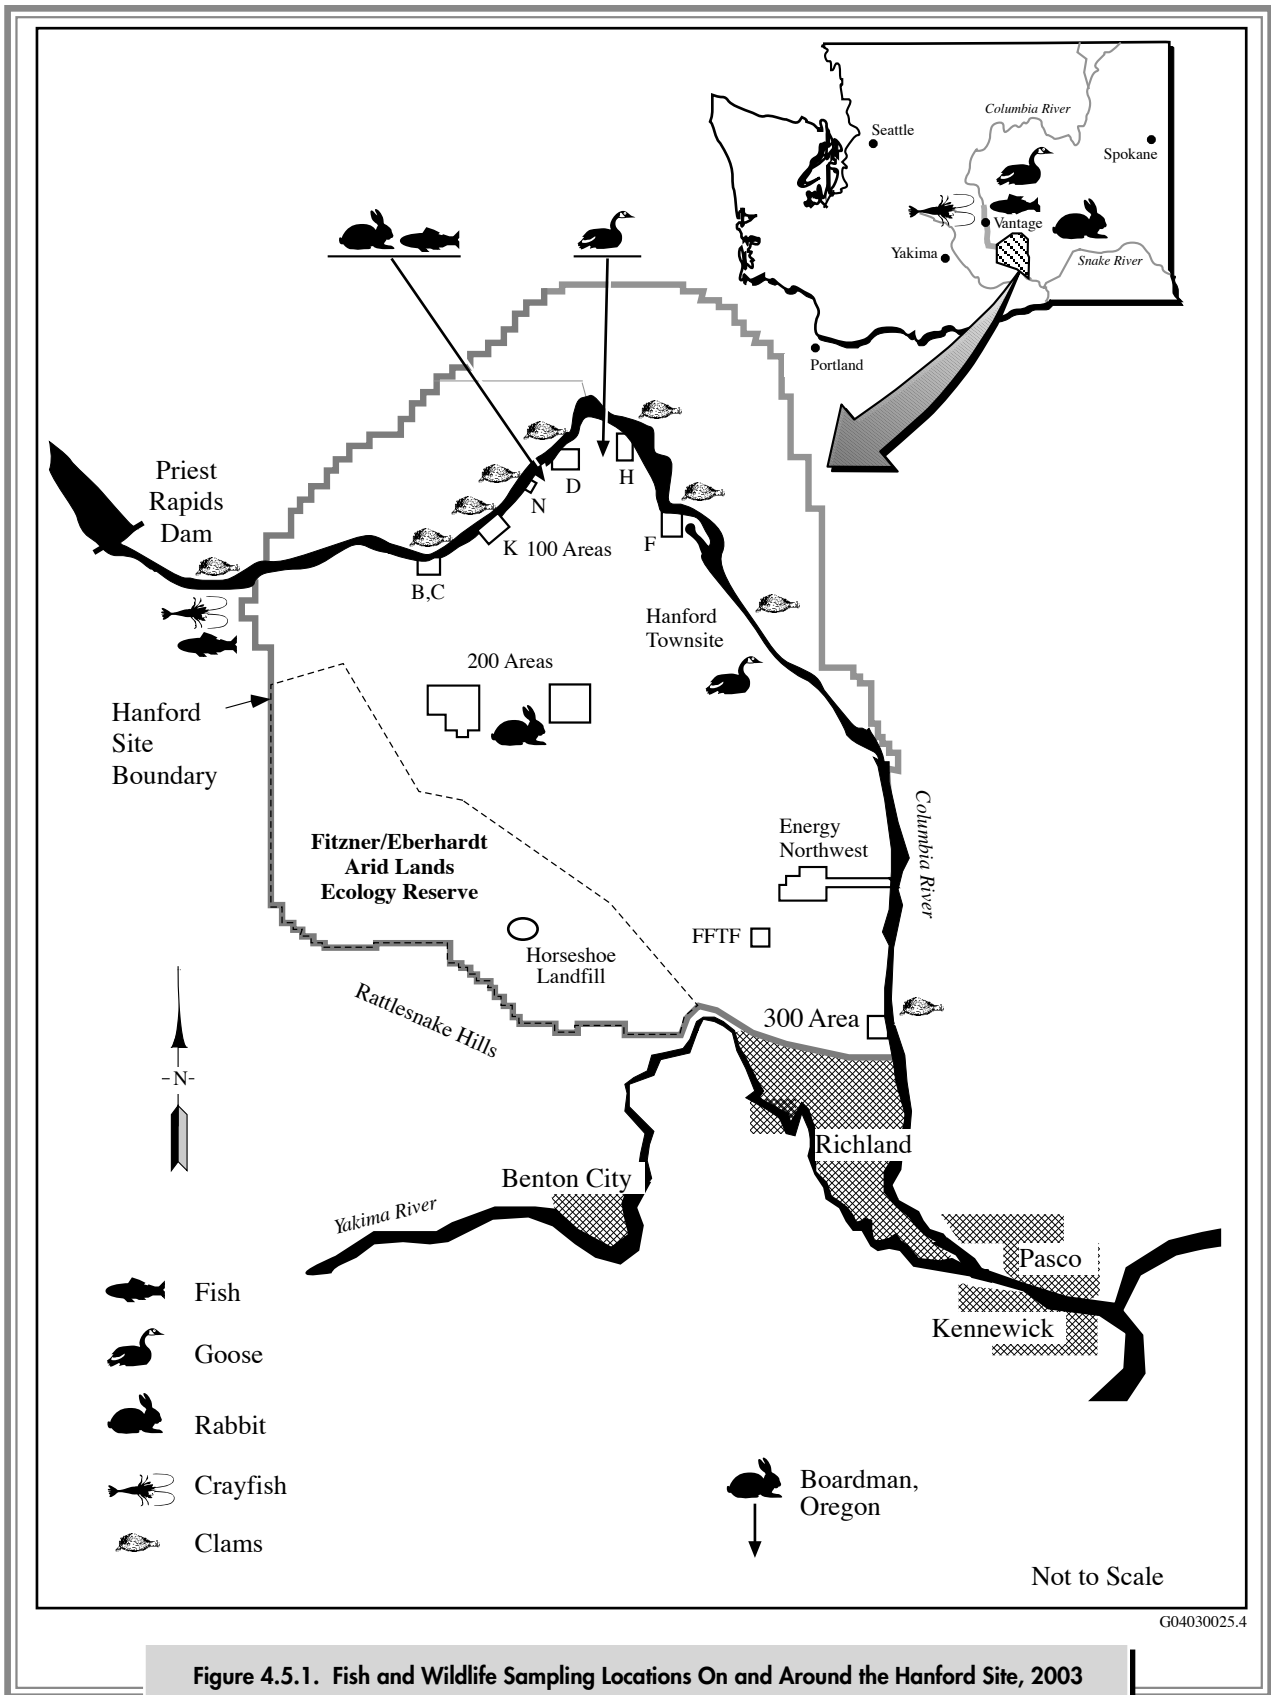 Columbia River
Seattle
Spokane
Vantage
Yakima
Snake River
Portland
Priest
Rapids
Dam
D
H
N
F
K 100 Areas
B,C
Hanford
Townsite
200 Areas
Hanford
Site
Boundary
Columbia River
Energy
Northwest
Fitzner/Eberhardt
Arid Lands
Ecology Reserve
FFTF
Horseshoe
Landfill
Rattlesnake Hills
300 Area
-N-
Richland
Benton City
Yakima River
Pasco
Kennewick
Fish
Goose
Rabbit
Crayfish
Clams
Boardman,
Oregon
Not to Scale
G04030025.4
Figure 4.5.1. Fish and Wildlife Sampling Locations On and Around the Hanford Site, 2003